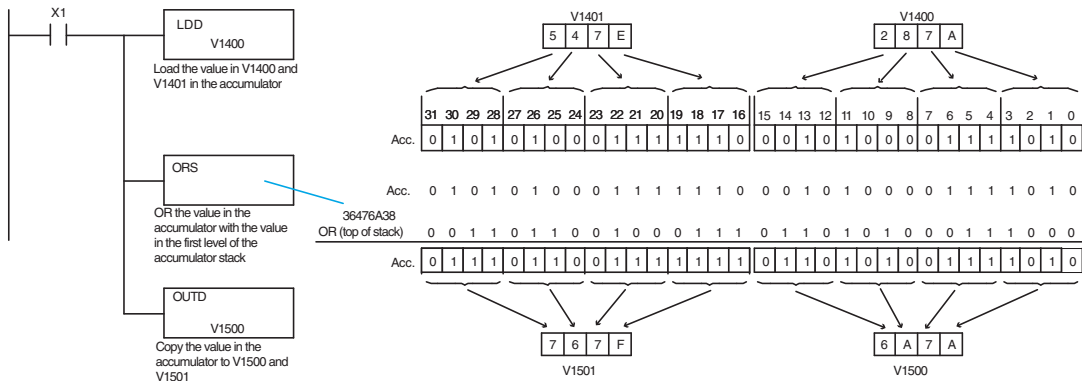 X1
LDD
V1400
Load the value in V1400 and
V1401 in the accumulator
ORS
OR the value in the
accumulator with the value
in the first level of the
accumulator stack
OUTD
V1500
Copy the value in the
accumulator to V1500 and
V1501
V1401 V1400
5 4 7 E 2 8 7 A
31 30 29 28 27 26 25 24 23 22 21 20 19 18 17 16 15 14 13 12 11 10 9 8 7 6 5 4 3 2 1 0
Acc. 0 1 0 1 0 1 0 0 0 1 1 1 1 1 1 0 0 0 1 0 1 0 0 0 0 1 1 1 1 0 1 0
Acc. 0 1 0 1 0 1 0 0 0 1 1 1 1 1 1 0 0 0 1 0 1 0 0 0 0 1 1 1 1 0 1 0
36476A38
OR (top of stack) 0 0 1 1 0 1 1 0 0 1 0 0 0 1 1 1 0 1 1 0 1 0 1 0 0 0 1 1 1 0 0 0
Acc. 0 1 1 1 0 1 1 0 0 1 1 1 1 1 1 1 0 1 1 0 1 0 1 0 0 1 1 1 1 0 1 0
7 6 7 F 6 A 7 A
V1501 V1500